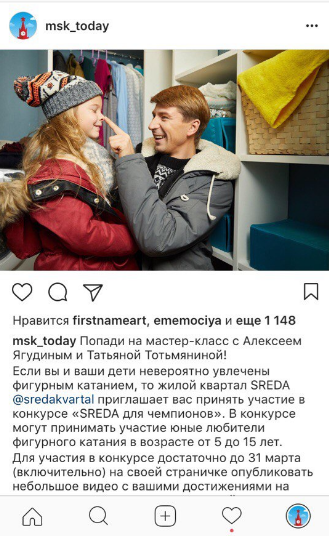 msk_today
Нравится firstnameart, ememociya и еще 1 148
msk_today Попади на мастер-класс с Алексеем
Ягудиным и Татьяной Тотьмяниной!
Если вы и ваши дети невероятно увлечены
фигурным катанием, то жилой квартал SREDA
@sredakvartal приглашает вас принять участие в
конкурсе «SREDA для чемпионов». В конкурсе
могут принимать участие юные любители
фигурного катания в возрасте от 5 до 15 лет.
Для участия в конкурсе достаточно до 31 марта
(включительно) на своей страничке опубликовать
небольшое видео с вашими достижениями на